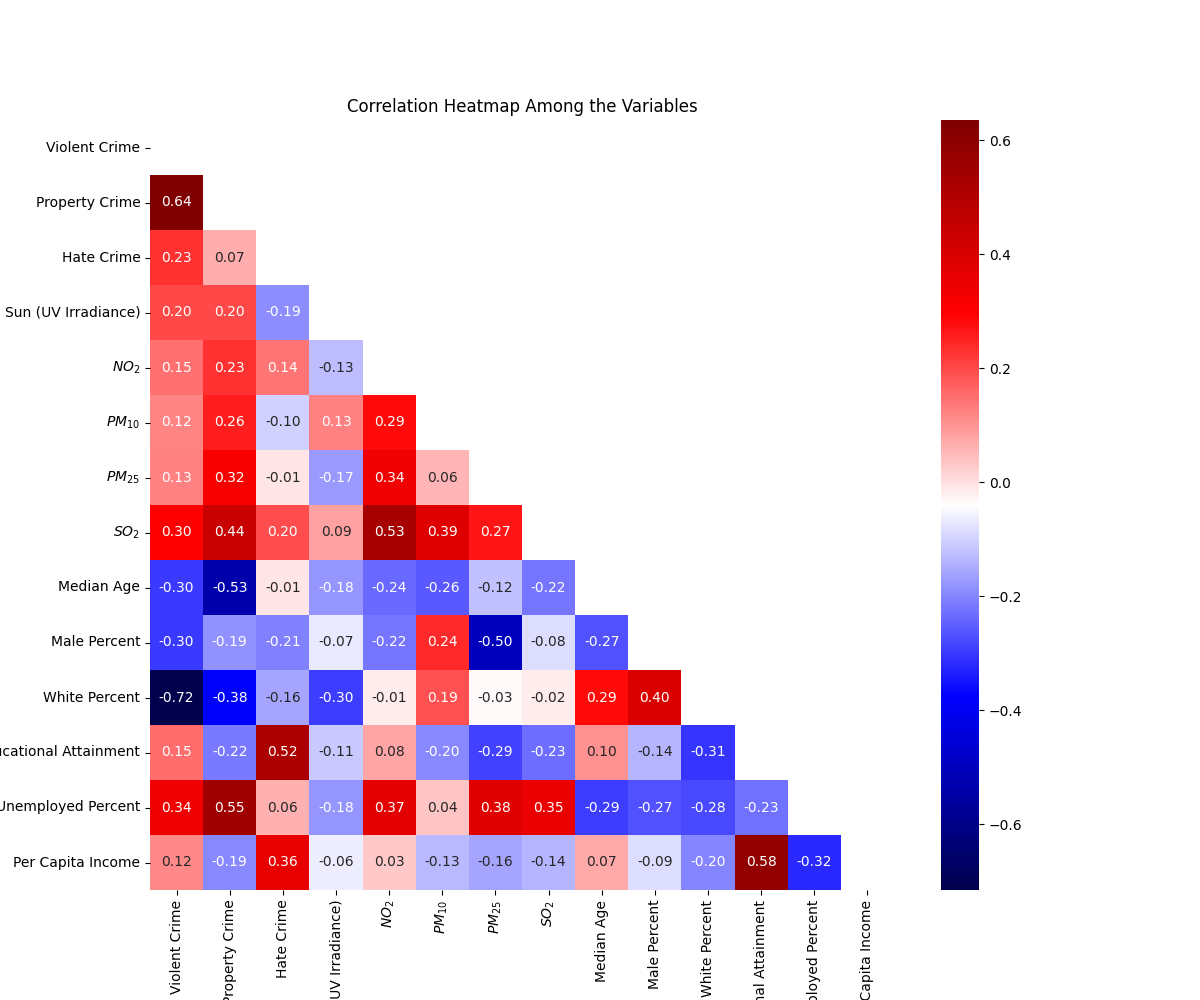 Correlation Heatmap Among the Variables
Violent Crime
Property Crime 0.64
Hate Crime 0.23 0.07
Sun (UV Irradiance) 0.20 0.20 -0.19
NO₂ 0.15 0.23 0.14 -0.13
PM₁₀ 0.12 0.26 -0.10 0.13 0.29
PM₂₅ 0.13 0.32 -0.01 -0.17 0.34 0.06
SO₂ 0.30 0.44 0.20 0.09 0.53 0.39 0.27
Median Age -0.30 -0.53 -0.01 -0.18 -0.24 -0.26 -0.12 -0.22
Male Percent -0.30 -0.19 -0.21 -0.07 -0.22 0.24 -0.50 -0.08 -0.27
White Percent -0.72 -0.38 -0.16 -0.30 -0.01 0.19 -0.03 -0.02 0.29 0.40
ucational Attainment 0.15 -0.22 0.52 -0.11 0.08 -0.20 -0.29 -0.23 0.10 -0.14 -0.31
Unemployed Percent 0.34 0.55 0.06 -0.18 0.37 0.04 0.38 0.35 -0.29 -0.27 -0.28 -0.23
Per Capita Income 0.12 -0.19 0.36 -0.06 0.03 -0.13 -0.16 -0.14 0.07 -0.09 -0.20 0.58 -0.32
Violent Crime
Property Crime
Hate Crime
UV Irradiance)
NO₂
PM₁₀
PM₂₅
SO₂
Median Age
Male Percent
White Percent
nal Attainment
ployed Percent
Capita Income
0.6
0.4
0.2
0.0
−0.2
−0.4
−0.6